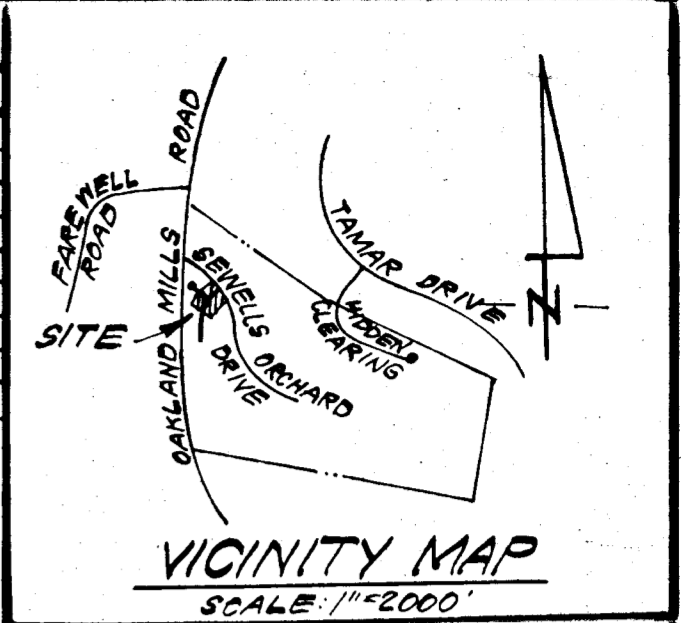 ROAD
FAREWELL
ROAD
TAMAR DRIVE
OAKLAND MILLS
SEWELLS ORCHARD
DRIVE
HIDDEN
CLEARING
SITE
N
VICINITY MAP
SCALE: 1"=2000'